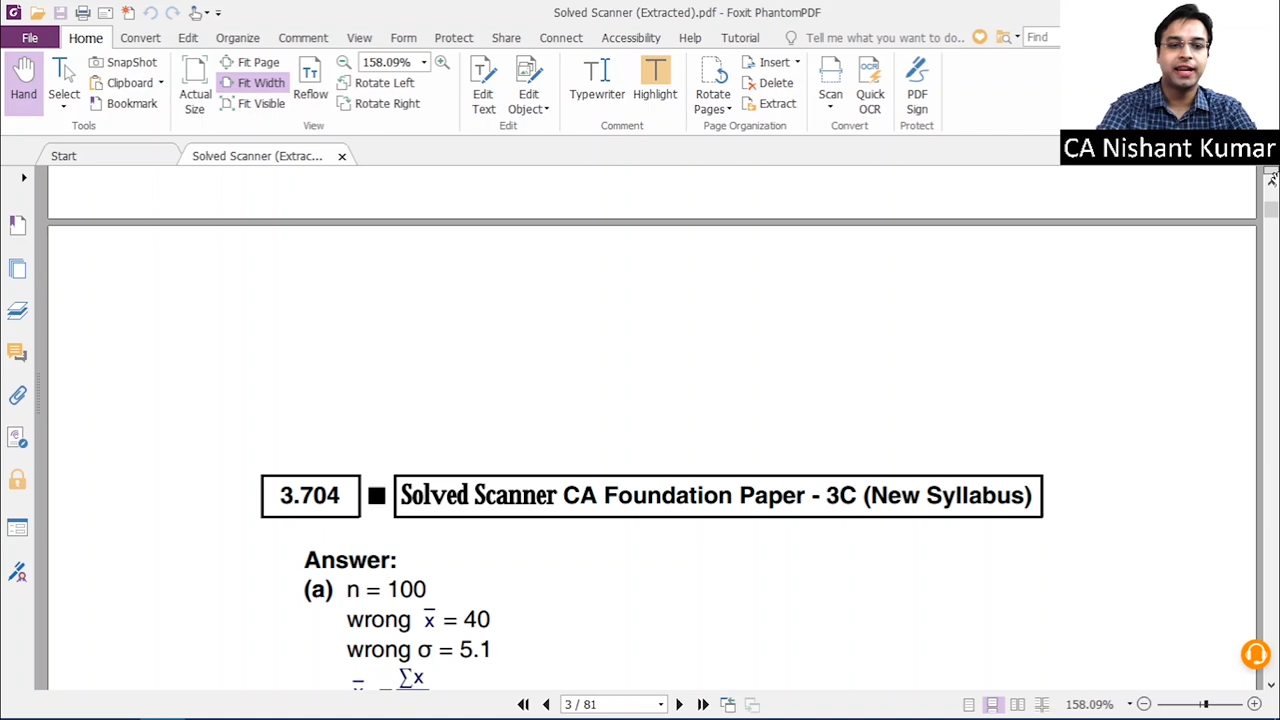 Solved Scanner (Extracted).pdf - Foxit PhantomPDF
File Home Convert Edit Organize Comment View Form Protect Share Connect Accessibility Help Tutorial Tell me what you want to do.. Find
Hand
Select
SnapShot
Clipboard
Bookmark
Tools
Actual Size
Fit Page
Fit Width
Fit Visible
Reflow
158.09%
Rotate Left
Rotate Right
View
Edit Text
Edit Object
Edit
Typewriter
Highlight
Comment
Rotate Pages
Insert
Delete
Extract
Page Organization
Scan
Quick OCR
Convert
PDF Sign
Protect
CA Nishant Kumar
Start
Solved Scanner (Extrac...
3.704 ■ Solved Scanner CA Foundation Paper - 3C (New Syllabus)
Answer:
(a) n = 100
wrong x̅ = 40
wrong σ = 5.1
x̅ = ∑x
3 / 81
158.09%